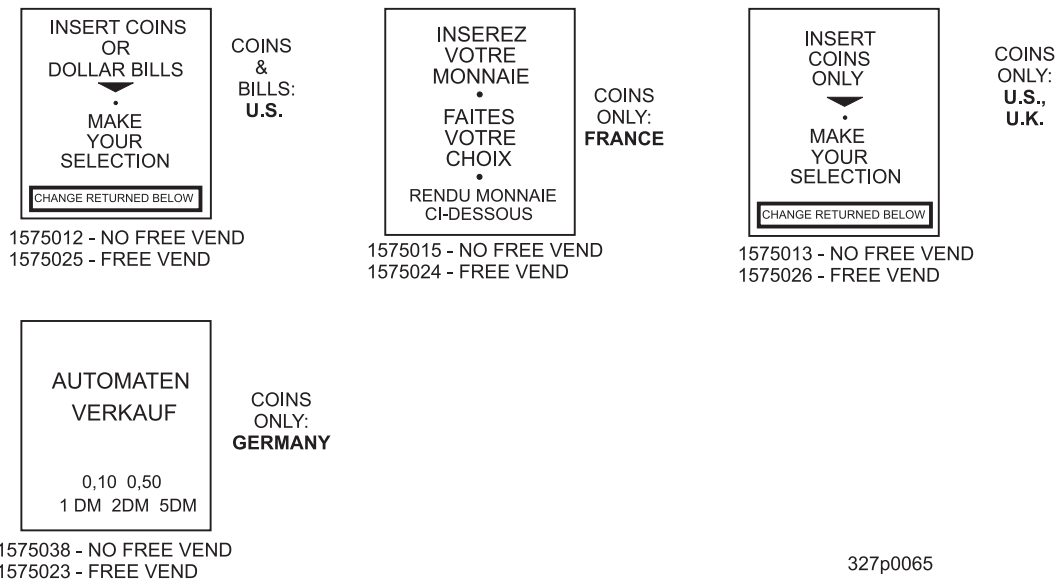 INSERT COINS
OR
DOLLAR BILLS
MAKE
YOUR
SELECTION
CHANGE RETURNED BELOW
COINS
&
BILLS:
U.S.
1575012 - NO FREE VEND
1575025 - FREE VEND
INSEREZ
VOTRE
MONNAIE
•
FAITES
VOTRE
CHOIX
•
RENDU MONNAIE
CI-DESSOUS
COINS
ONLY:
FRANCE
1575015 - NO FREE VEND
1575024 - FREE VEND
INSERT
COINS
ONLY
•
MAKE
YOUR
SELECTION
CHANGE RETURNED BELOW
COINS
ONLY:
U.S.,
U.K.
1575013 - NO FREE VEND
1575026 - FREE VEND
AUTOMATEN
VERKAUF
0,10 0,50
1 DM 2DM 5DM
COINS
ONLY:
GERMANY
1575038 - NO FREE VEND
1575023 - FREE VEND
327p0065